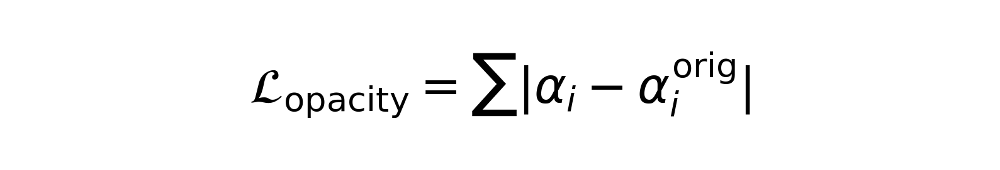 ℒ_opacity = ∑|α_i − α_i^orig|